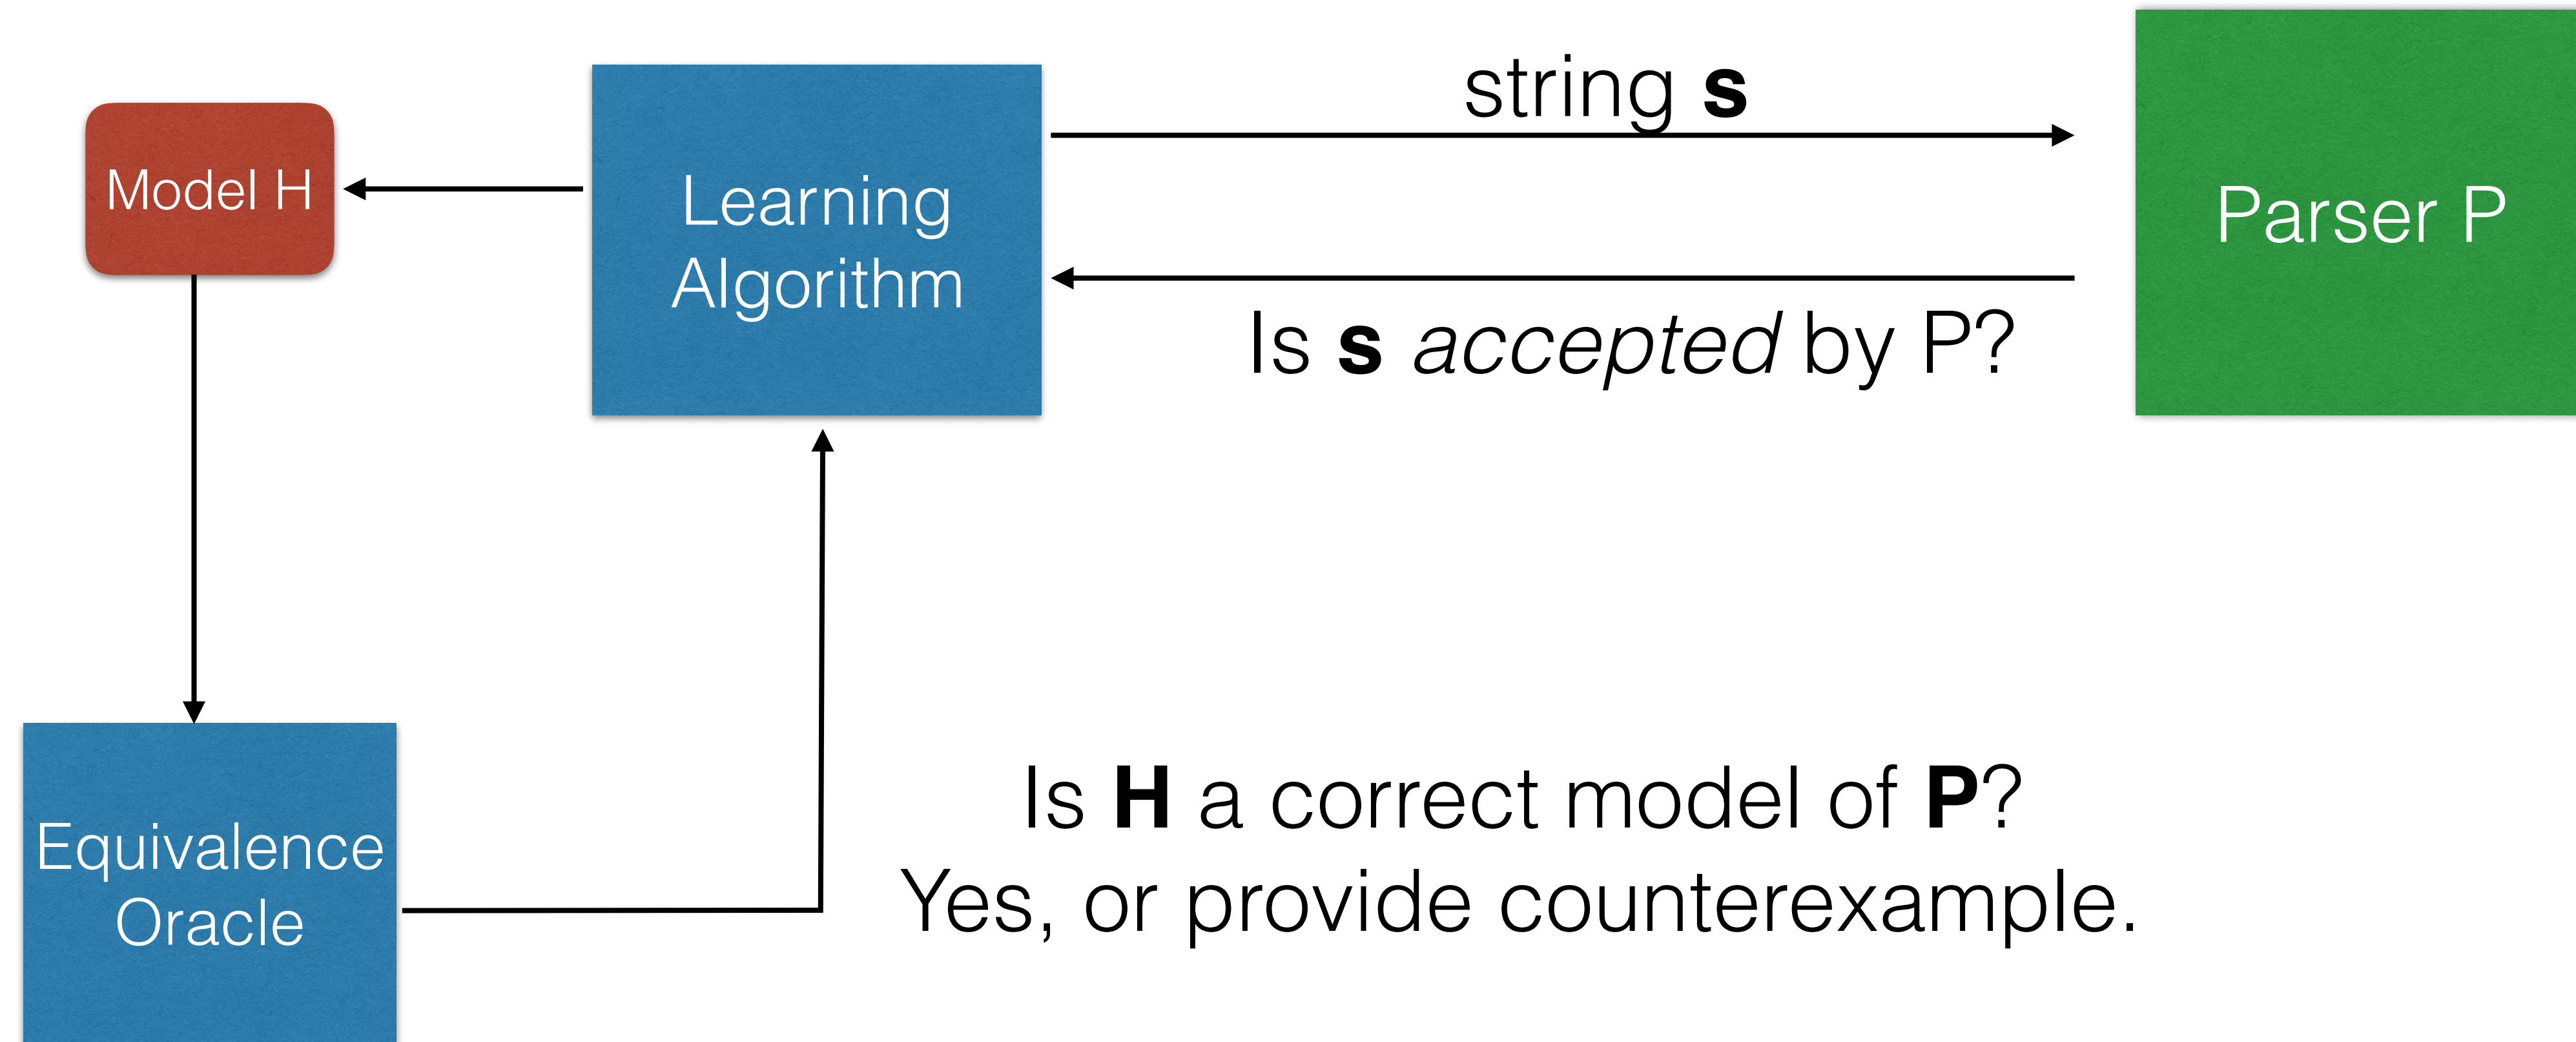 string s
Model H
Learning
Algorithm
Parser P
Is s accepted by P?
Is H a correct model of P?
Yes, or provide counterexample.
Equivalence
Oracle